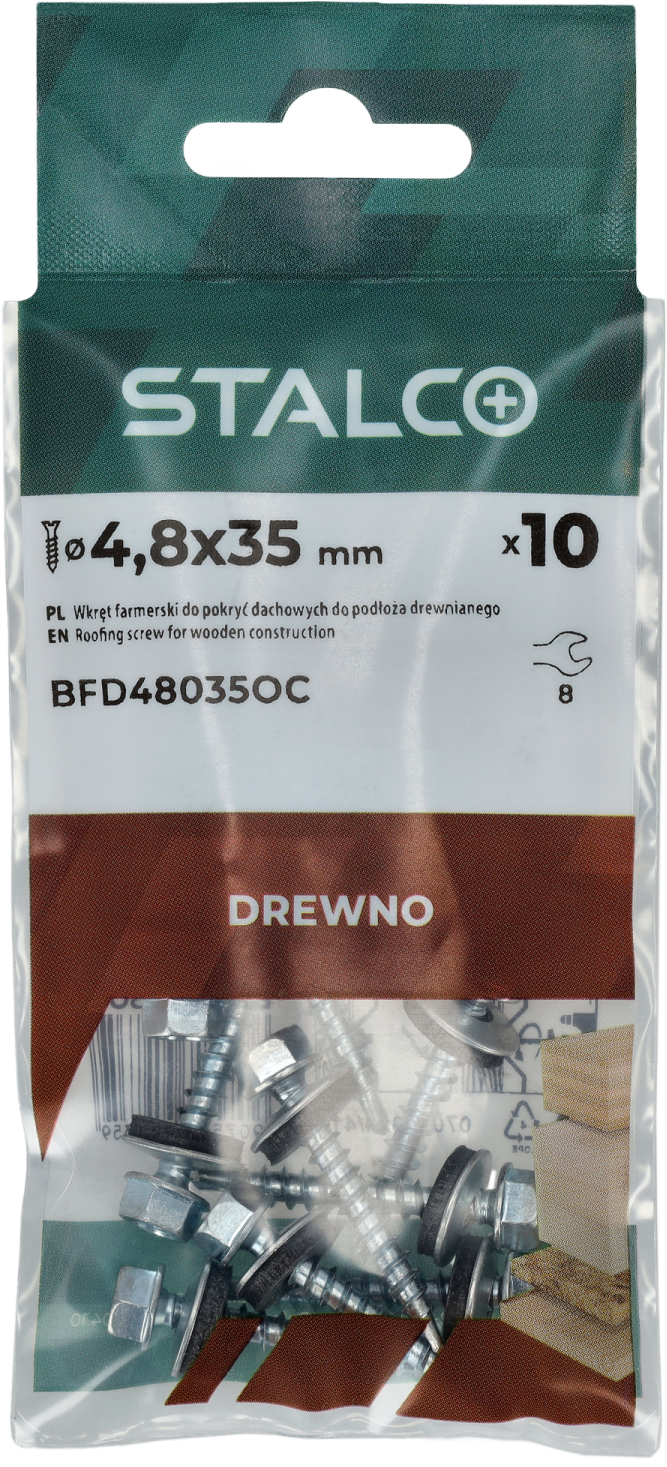 STALCO
ø4,8x35 mm
x10
PL Wkręt farmerski do pokryć dachowych do podłoża drewnianego
EN Roofing screw for wooden construction
8
BFD48035OC
DREWNO